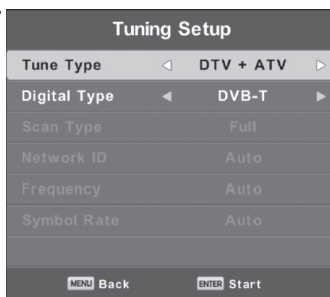 Tuning Setup
Tune Type DTV + ATV
Digital Type DVB-T
Scan Type Full
Network ID Auto
Frequency Auto
Symbol Rate Auto
MENU Back ENTER Start